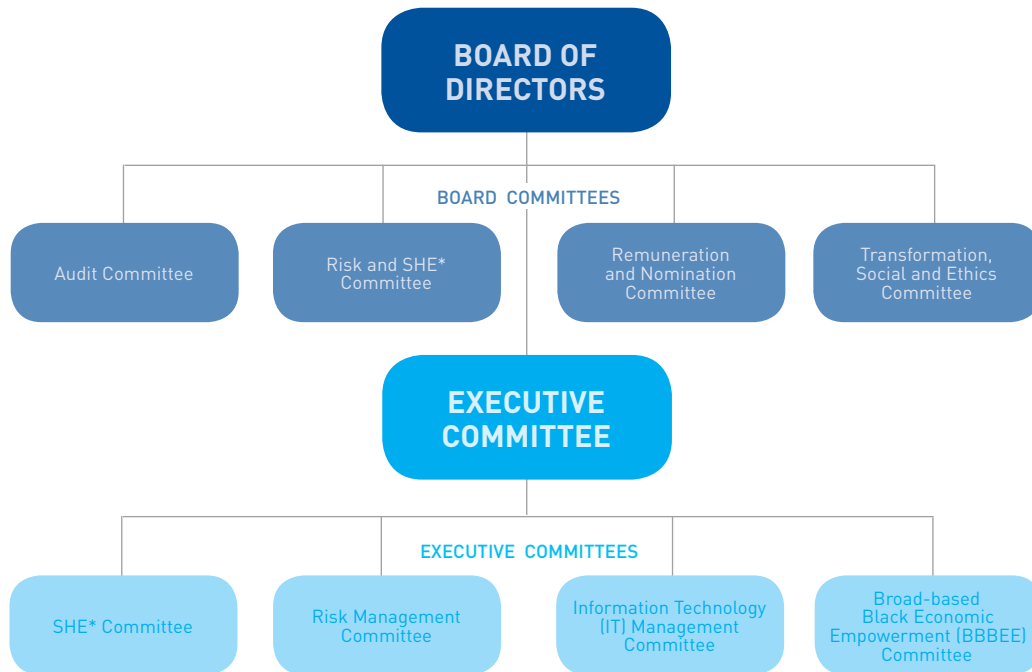 BOARD OF
DIRECTORS
BOARD COMMITTEES
Audit Committee
Risk and SHE*
Committee
Remuneration
and Nomination
Committee
Transformation,
Social and Ethics
Committee
EXECUTIVE
COMMITTEE
EXECUTIVE COMMITTEES
SHE* Committee
Risk Management
Committee
Information Technology
(IT) Management
Committee
Broad-based
Black Economic
Empowerment (BBBEE)
Committee